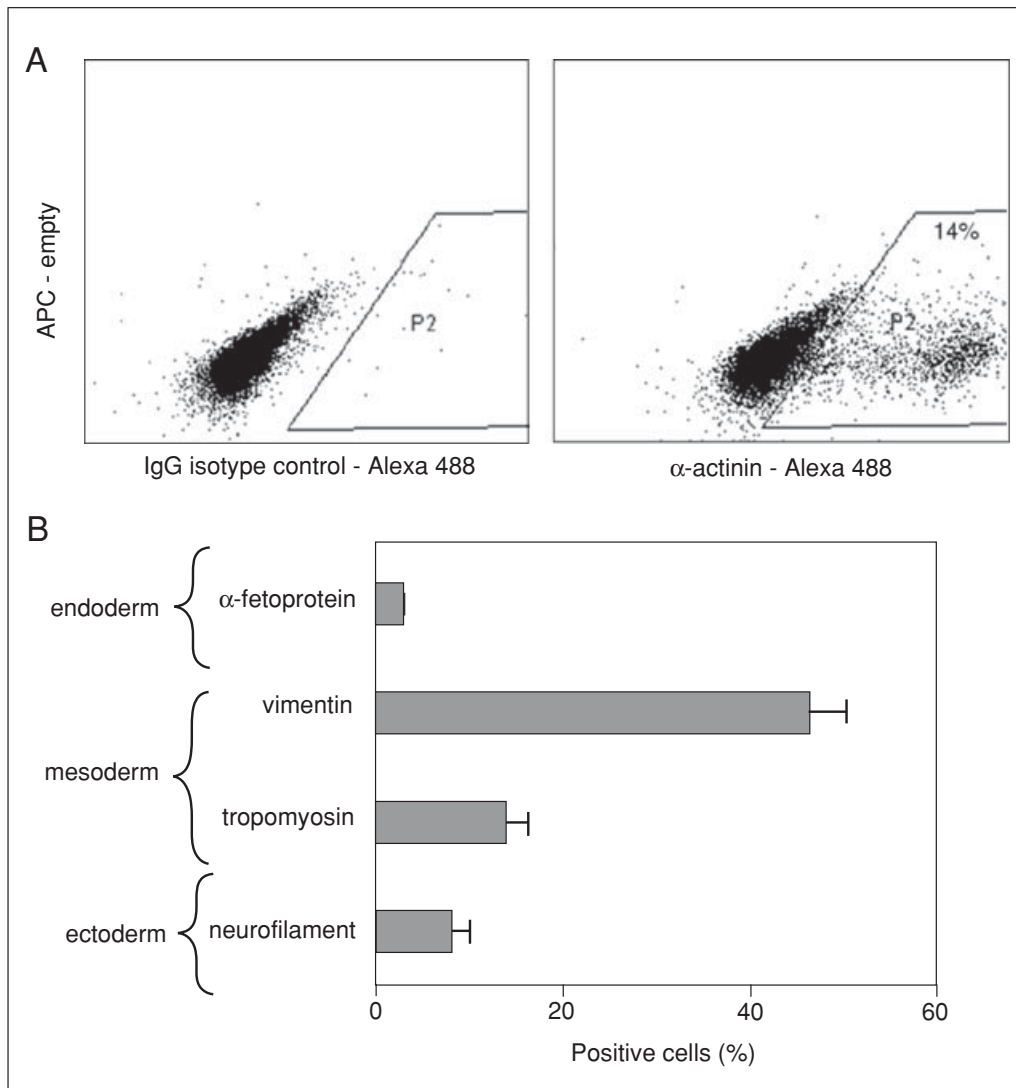 A
APC - empty
P2
14%
P2
IgG isotype control - Alexa 488
α-actinin - Alexa 488
B
endoderm
α-fetoprotein
mesoderm
vimentin
tropomyosin
ectoderm
neurofilament
0 20 40 60
Positive cells (%)